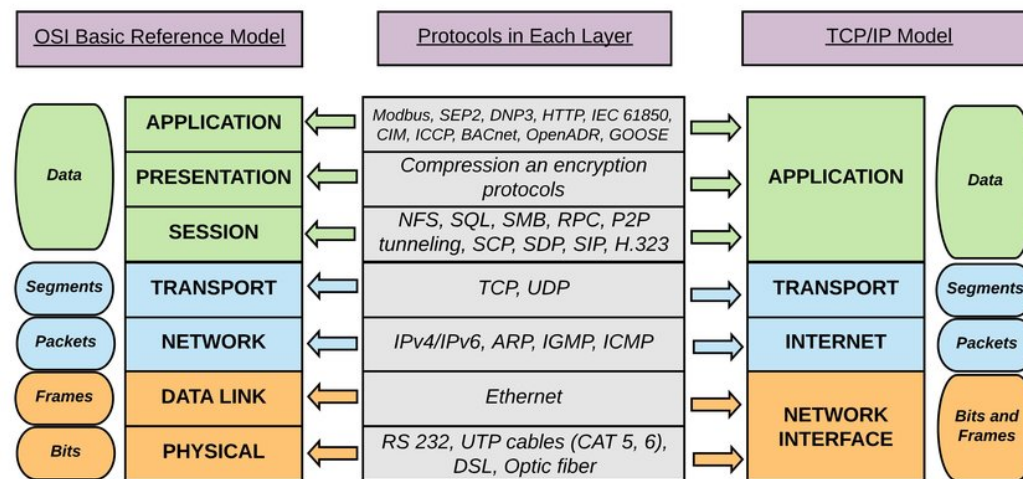 OSI Basic Reference Model
Protocols in Each Layer
TCP/IP Model
Data
APPLICATION
Modbus, SEP2, DNP3, HTTP, IEC 61850,
CIM, ICCP, BACnet, OpenADR, GOOSE
APPLICATION
Data
PRESENTATION
Compression an encryption
protocols
SESSION
NFS, SQL, SMB, RPC, P2P
tunneling, SCP, SDP, SIP, H.323
Segments
TRANSPORT
TCP, UDP
TRANSPORT
Segments
Packets
NETWORK
IPv4/IPv6, ARP, IGMP, ICMP
INTERNET
Packets
Frames
DATA LINK
Ethernet
NETWORK
INTERFACE
Bits and
Frames
Bits
PHYSICAL
RS 232, UTP cables (CAT 5, 6),
DSL, Optic fiber